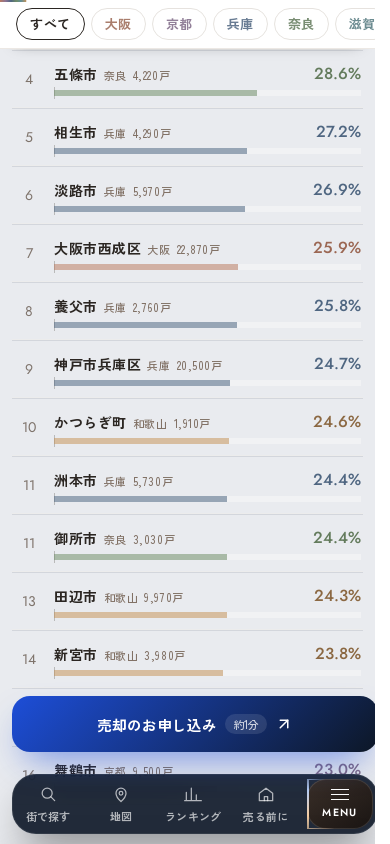 すべて 大阪 京都 兵庫 奈良 滋賀
4 五條市 奈良 4,220戸 28.6%
5 相生市 兵庫 4,290戸 27.2%
6 淡路市 兵庫 5,970戸 26.9%
7 大阪市西成区 大阪 22,870戸 25.9%
8 養父市 兵庫 2,760戸 25.8%
9 神戸市兵庫区 兵庫 20,500戸 24.7%
10 かつらぎ町 和歌山 1,910戸 24.6%
11 洲本市 兵庫 5,730戸 24.4%
11 御所市 奈良 3,030戸 24.4%
13 田辺市 和歌山 9,970戸 24.3%
14 新宮市 和歌山 3,980戸 23.8%
売却のお申し込み 約1分
舞鶴市 京都 9,500戸 23.0%
街で探す 地図 ランキング 売る前に MENU